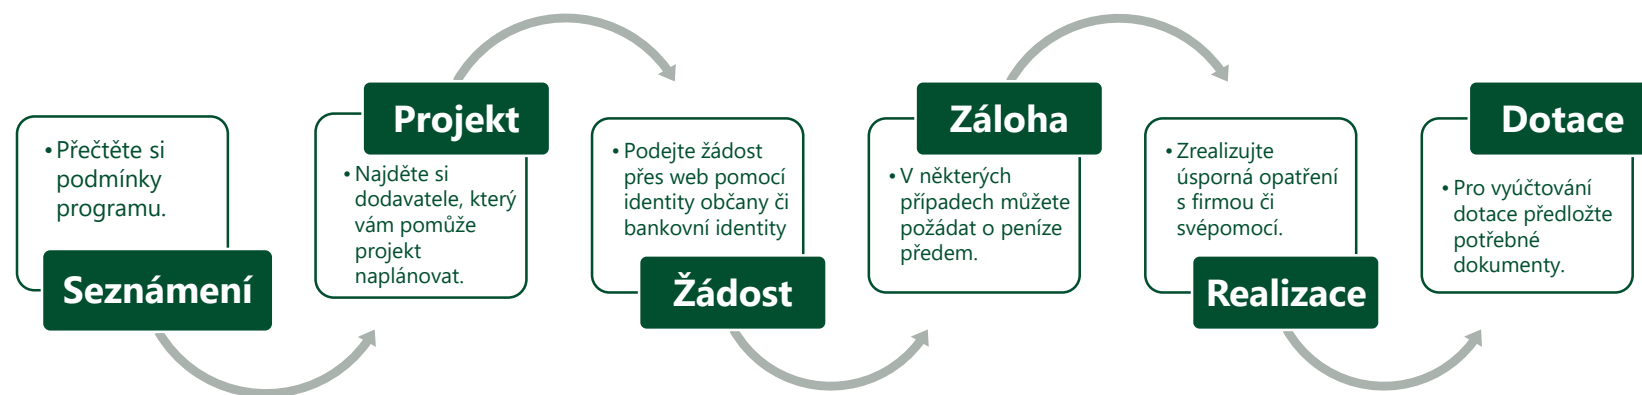 • Přečtěte si
podmínky
programu.
Seznámení
Projekt
• Najděte si
dodavatele, který
vám pomůže
projekt
naplánovat.
• Podejte žádost
přes web pomocí
identity občany či
bankovní identity
Žádost
Záloha
• V některých
případech můžete
požádat o peníze
předem.
• Zrealizujte
úsporná opatření
s firmou či
svépomocí.
Realizace
Dotace
• Pro vyúčtování
dotace předložte
potřebné
dokumenty.